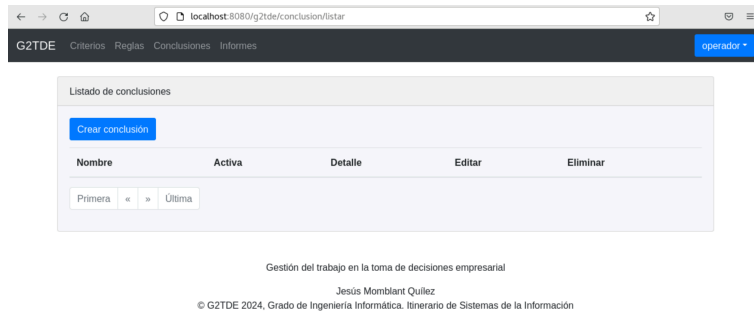 localhost:8080/g2tde/conclusion/listar
G2TDE Criterios Reglas Conclusiones Informes operador
Listado de conclusiones
Crear conclusión
Nombre Activa Detalle Editar Eliminar
Primera « » Última
Gestión del trabajo en la toma de decisiones empresarial
Jesús Momblant Quílez
© G2TDE 2024, Grado de Ingeniería Informática. Itinerario de Sistemas de la Información